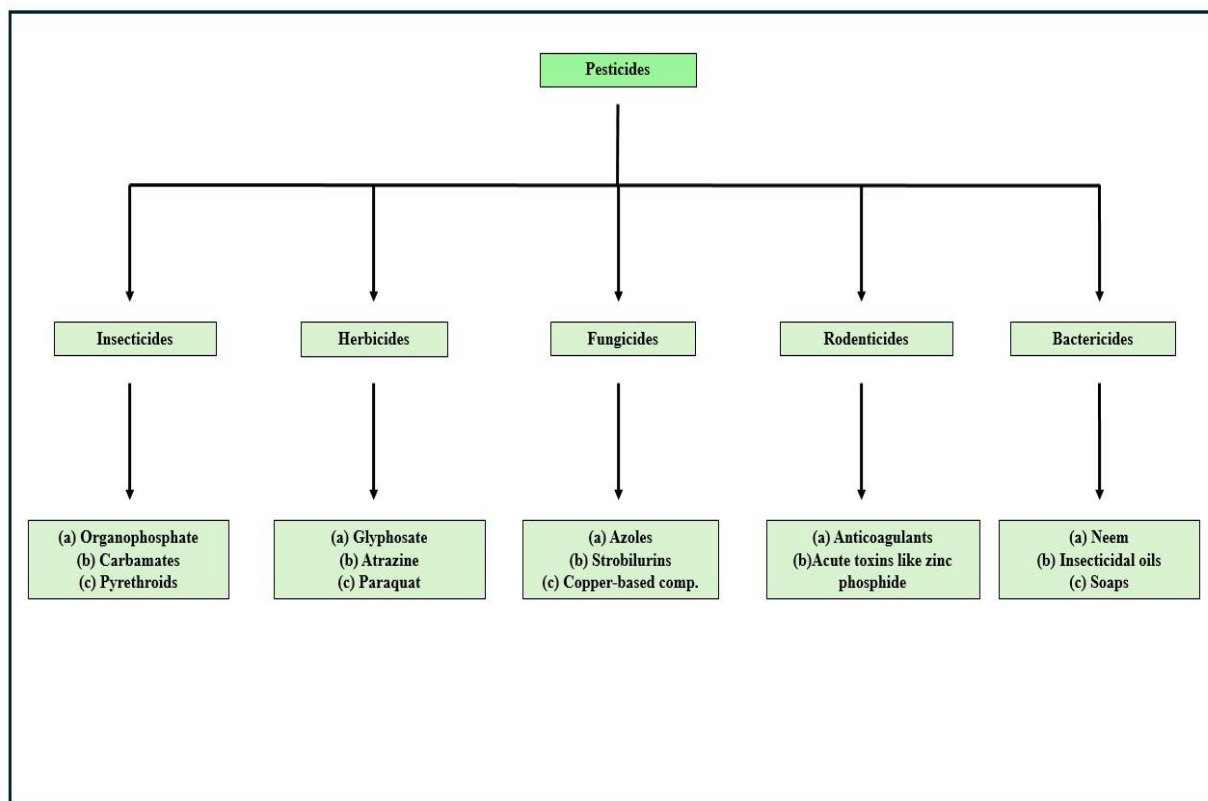 Pesticides
Insecticides
Herbicides
Fungicides
Rodenticides
Bactericides
(a) Organophosphate
(b) Carbamates
(c) Pyrethroids
(a) Glyphosate
(b) Atrazine
(c) Paraquat
(a) Azoles
(b) Strobilurins
(c) Copper-based comp.
(a) Anticoagulants
(b)Acute toxins like zinc
phosphide
(a) Neem
(b) Insecticidal oils
(c) Soaps